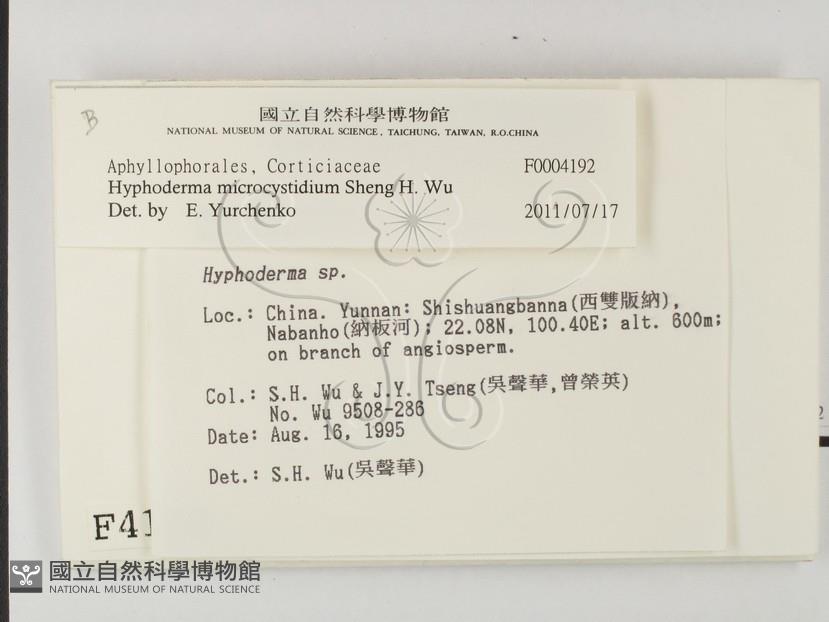 B
國立自然科學博物館
NATIONAL MUSEUM OF NATURAL SCIENCE, TAICHUNG, TAIWAN, R.O.CHINA
Aphyllophorales, Corticiaceae F0004192
Hyphoderma microcystidium Sheng H. Wu
Det. by E. Yurchenko 2011/07/17
Hyphoderma sp.
Loc.: China. Yunnan: Shishuangbanna(西雙版納),
Nabanho(納板河); 22.08N, 100.40E; alt. 600m;
on branch of angiosperm.
Col.: S.H. Wu & J.Y. Tseng(吳聲華,曾榮英)
No. Wu 9508-286
Date: Aug. 16, 1995
Det.: S.H. Wu(吳聲華)
F41
2
國立自然科學博物館
NATIONAL MUSEUM OF NATURAL SCIENCE